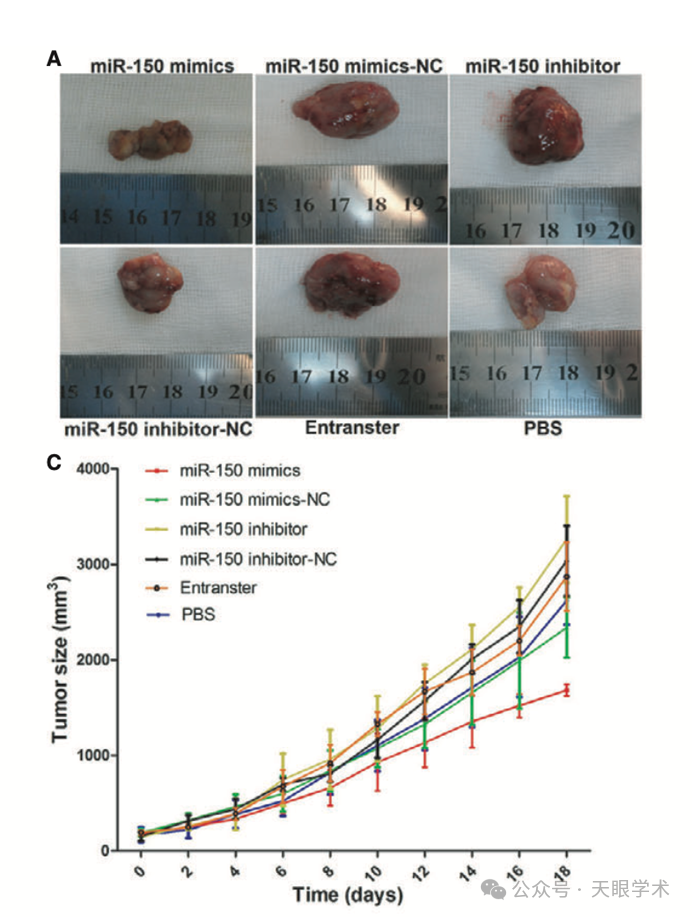 A
miR-150 mimics miR-150 mimics-NC miR-150 inhibitor
14 15 16 17 18 19
15 16 17 18 19 2
16 17 18 19 20
15 16 17 18 19 20
16 17 18 19 20
15 16 17 18 19 2
miR-150 inhibitor-NC Entranster PBS
C
4000
3000
2000
1000
0
Tumor size (mm³)
miR-150 mimics
miR-150 mimics-NC
miR-150 inhibitor
miR-150 inhibitor-NC
Entranster
PBS
0 2 4 6 8 10 12 14 16 18
Time (days)
公众号 · 天眼学术